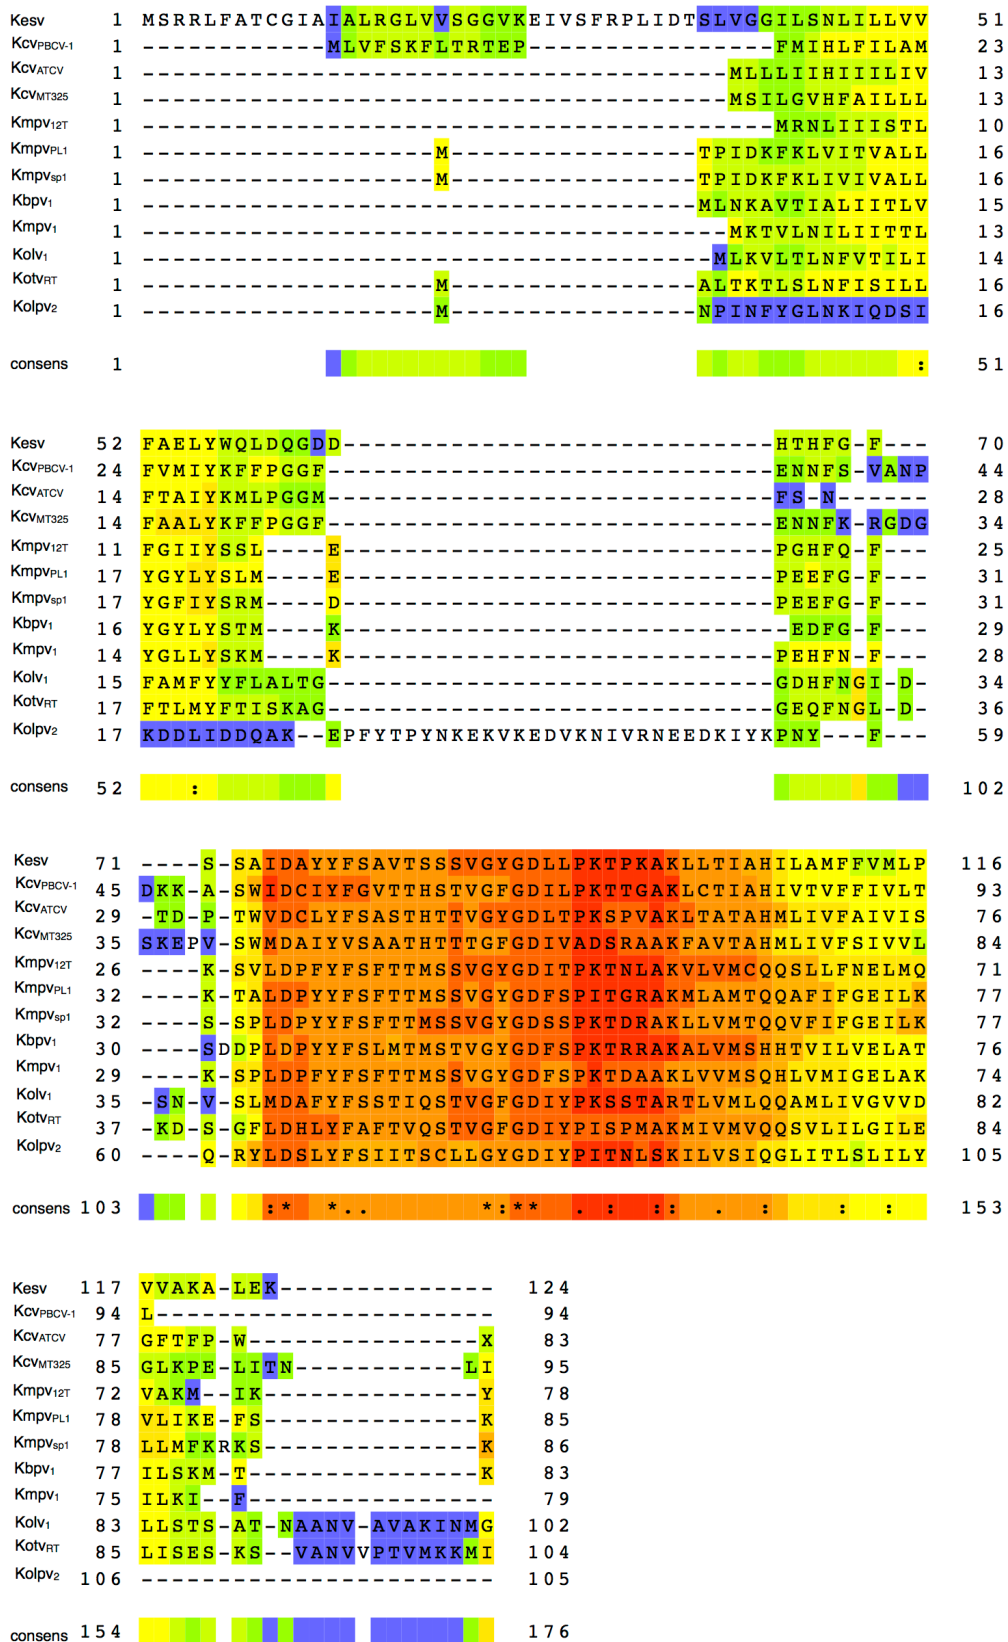 Kesv 1 MSRRLFATCGIAIALRGLVVSGGVKEIVSFRPLIDTSLVGGILSNLILLVV 51
KcvPBCV-1 1 ------------MLVFSKFLTRTEP----------------FMIHLFILAM 23
KcvATCV 1 --------------------------------------MLLLIIHIIILIV 13
KcvMT325 1 --------------------------------------MSILGVHFAILLL 13
Kmpv12T 1 -----------------------------------------MRNLIIISTL 10
KmpvPL1 1 -------------------M----------------TPIDKFKLVITVALL 16
Kmpvsp1 1 -------------------M----------------TPIDKFKLIVIVALL 16
Kbpv1 1 ------------------------------------MLNKAVTIALIITLV 15
Kmpv1 1 --------------------------------------MKTVLNILIITTL 13
Kolv1 1 -------------------------------------MLKVLTLNFVTILI 14
KotvRT 1 -------------------M----------------ALTKTLSLNFISILL 16
Kolpv2 1 -------------------M----------------NPINFYGLNKIQDSI 16
consens 1 : 51
Kesv 52 FAELYWQLDQGDD----------------------------HTHFG-F--- 70
KcvPBCV-1 24 FVMIYKFFPGGF-----------------------------ENNFS-VANP 44
KcvATCV 14 FTAIYKMLPGGM-----------------------------FS-N------ 28
KcvMT325 14 FAALYKFFPGGF-----------------------------ENNFK-RGDG 34
Kmpv12T 11 FGIIYSSL----E----------------------------PGHFQ-F--- 25
KmpvPL1 17 YGYLYSLM----E----------------------------PEEFG-F--- 31
Kmpvsp1 17 YGFIYSRM----D----------------------------PEEFG-F--- 31
Kbpv1 16 YGYLYSTM----K-----------------------------EDFG-F--- 29
Kmpv1 14 YGLLYSKM----K----------------------------PEHFN-F--- 28
Kolv1 15 FAMFYYFLALTG-----------------------------GDHFNGI-D- 34
KotvRT 17 FTLMYFTISKAG-----------------------------GEQFNGL-D- 36
Kolpv2 17 KDDLIDDQAK--EPFYTPYNKEKVKEDVKNIVRNEEDKIYKPNY---F--- 59
consens 52 : 102
Kesv 71 ----S-SAIDAYYFSAVTSSSVGYGDLLPKTPKAKLLTIAHILAMFFVMLP 116
KcvPBCV-1 45 DKK-A-SWIDCIYFGVTTHSTVGFGDILPKTTGAKLCTIAHIVTVFFIVLT 93
KcvATCV 29 -TD-P-TWVDCLYFSASTHTTVGYGDLTPKSPVAKLTATAHMLIVFAIVIS 76
KcvMT325 35 SKEPV-SWMDAIYVSAATHTTTGFGDIVADSRAAKFAVTAHMLIVFSIVVL 84
Kmpv12T 26 ----K-SVLDPFYFSFTTMSSVGYGDITPKTNLAKVLVMCQQSLLFNELMQ 71
KmpvPL1 32 ----K-TALDPYYFSFTTMSSVGYGDFSPITGRAKMLAMTQQAFIFGEILK 77
Kmpvsp1 32 ----S-SPLDPYYFSFTTMSSVGYGDSSPKTDRAKLLVMTQQVFIFGEILK 77
Kbpv1 30 ----SDDPLDPYYFSLMTMSTVGYGDFSPKTRRAKALVMSHHTVILVELAT 76
Kmpv1 29 ----K-SPLDPFYFSFTTMSSVGYGDFSPKTDAAKLVVMSQHLVMIGELAK 74
Kolv1 35 -SN-V-SLMDAFYFSSTIQSTVGFGDIYPKSSTARTLVMLQQAMLIVGVVD 82
KotvRT 37 -KD-S-GFLDHLYFAFTVQSTVGFGDIYPISPMAKMIVMVQQSVLILGILE 84
Kolpv2 60 ----Q-RYLDSLYFSIITSCLLGYGDIYPITNLSKILVSIQGLITLSLILY 105
consens 103 :* *.. *:** . : :: . : : : 153
Kesv 117 VVAKA-LEK-------------- 124
KcvPBCV-1 94 L---------------------- 94
KcvATCV 77 GFTFP-W---------------X 83
KcvMT325 85 GLKPE-LITN-----------LI 95
Kmpv12T 72 VAKM--IK--------------Y 78
KmpvPL1 78 VLIKE-FS--------------K 85
Kmpvsp1 78 LLMFKRKS--------------K 86
Kbpv1 77 ILSKM-T---------------K 83
Kmpv1 75 ILKI--F---------------- 79
Kolv1 83 LLSTS-AT-NAANV-AVAKINMG 102
KotvRT 85 LISES-KS--VANVVPTVMKKMI 104
Kolpv2 106 ----------------------- 105
consens 154 176